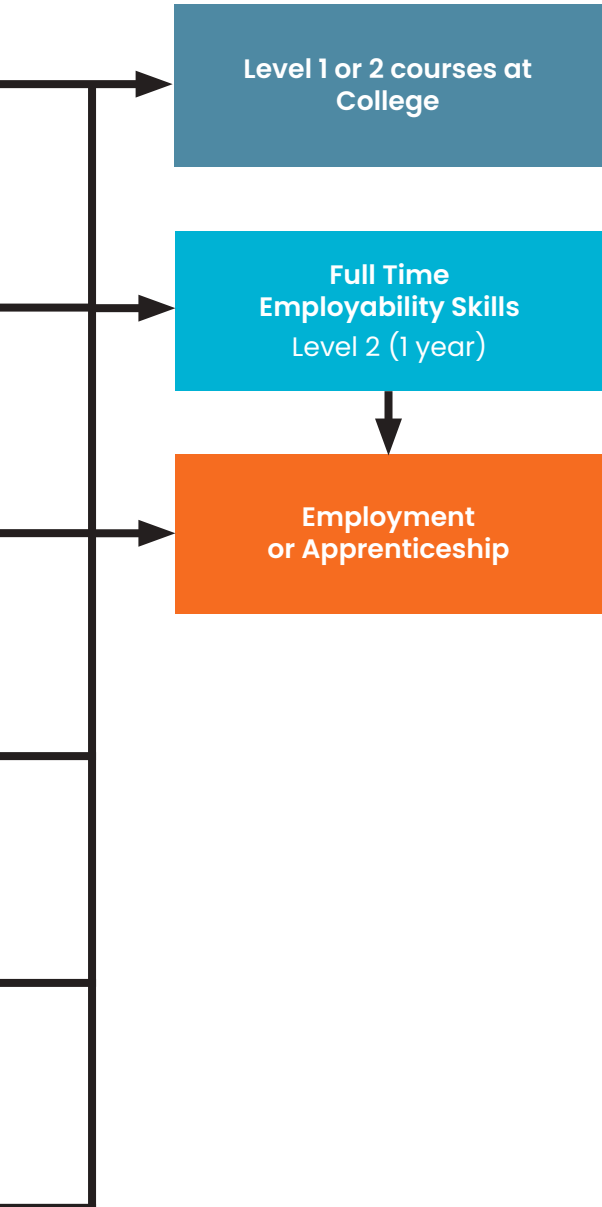 Level 1 or 2 courses at
College
Full Time
Employability Skills
Level 2 (1 year)
Employment
or Apprenticeship